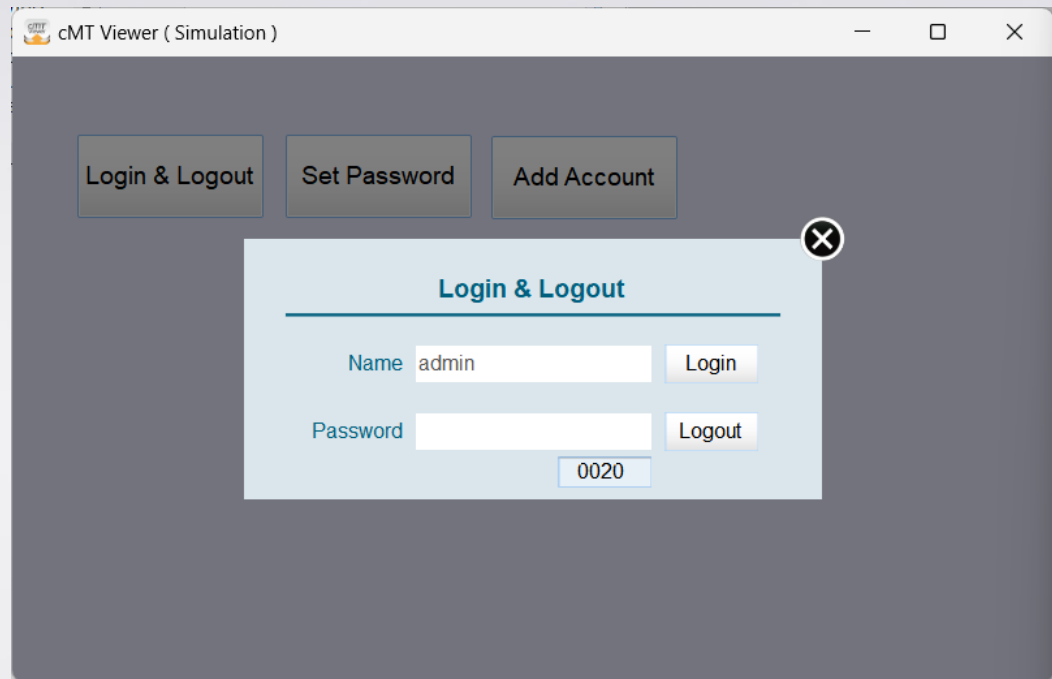 cMT Viewer ( Simulation )
Login & Logout Set Password Add Account
Login & Logout
Name admin Login
Password Logout
0020